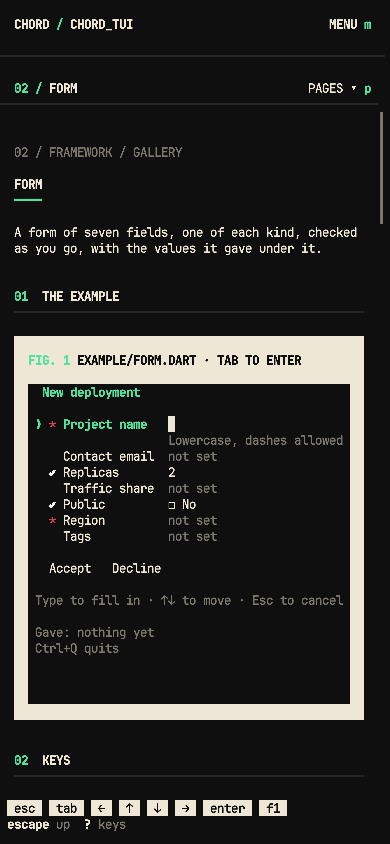 CHORD / CHORD_TUI MENU m
02 / FORM PAGES ▾ p
02 / FRAMEWORK / GALLERY
FORM
A form of seven fields, one of each kind, checked
as you go, with the values it gave under it.
01 THE EXAMPLE
FIG. 1 EXAMPLE/FORM.DART · TAB TO ENTER
New deployment
❯ * Project name
Lowercase, dashes allowed
Contact email not set
✔ Replicas 2
Traffic share not set
✔ Public □ No
* Region not set
Tags not set
Accept Decline
Type to fill in · ↑↓ to move · Esc to cancel
Gave: nothing yet
Ctrl+Q quits
02 KEYS
esc tab ← ↑ ↓ → enter f1
escape up ? keys